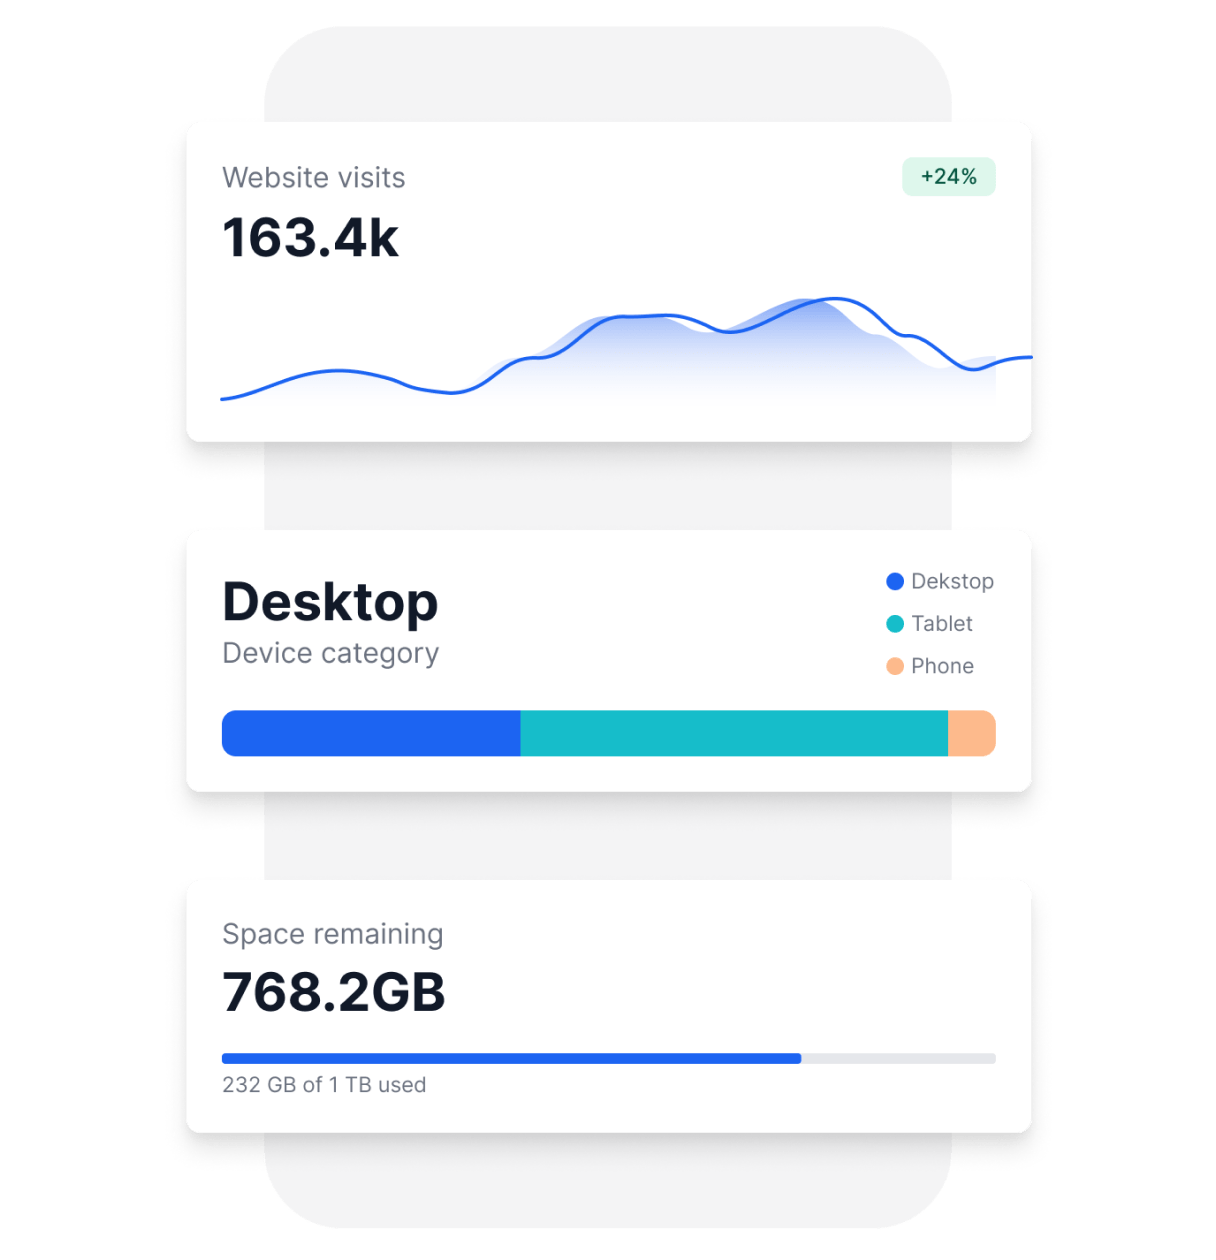 Website visits
+24%
163.4k
Desktop
Device category
Dekstop
Tablet
Phone
Space remaining
768.2GB
232 GB of 1 TB used